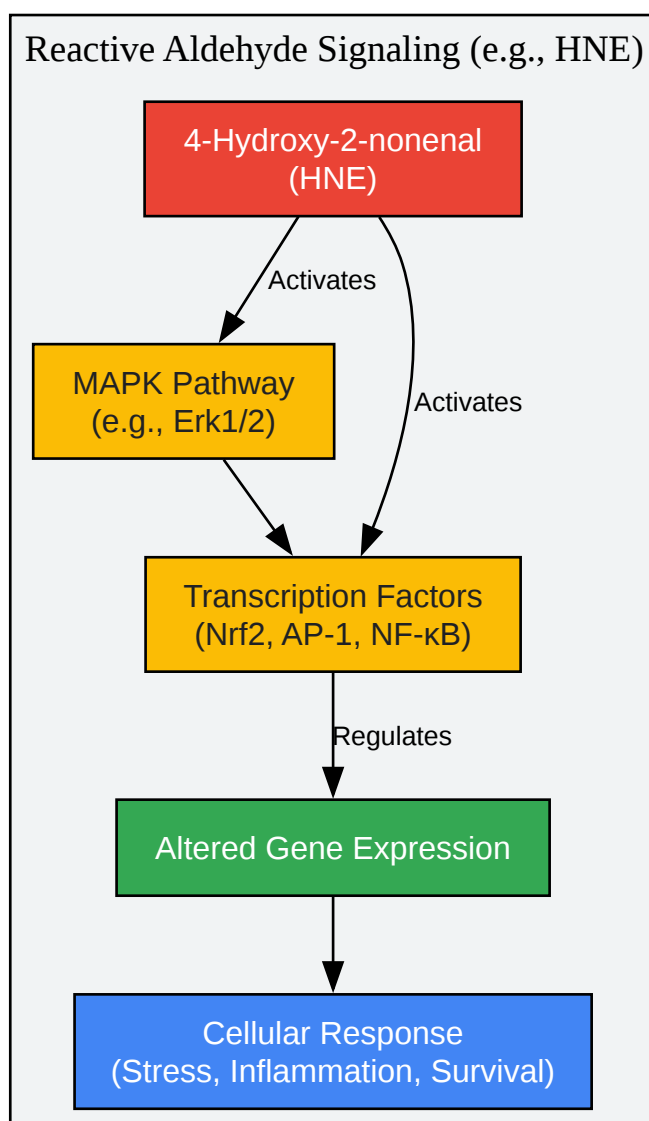 Reactive Aldehyde Signaling (e.g., HNE)
4-Hydroxy-2-nonenal
(HNE)
Activates
MAPK Pathway
(e.g., Erk1/2)
Activates
Transcription Factors
(Nrf2, AP-1, NF-κB)
Regulates
Altered Gene Expression
Cellular Response
(Stress, Inflammation, Survival)